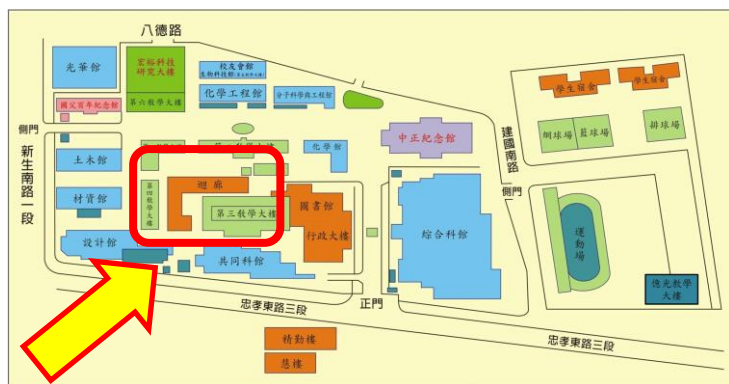 八德路
光華館
宏裕科技
研究大樓
校友會館
化學工程館
分子科學與工程館
第六教學大樓
國父百年紀念館
學生宿舍
學生宿舍
網球場
籃球場
排球場
側門
新生南路一段
土木館
化學館
中正紀念館
建國南路
側門
材資館
第四教學大樓
迴廊
第三教學大樓
圖書館
行政大樓
綜合科館
運動場
設計館
共同科館
億光教學
大樓
正門
忠孝東路三段
忠孝東路三段
精勤樓
慧樓